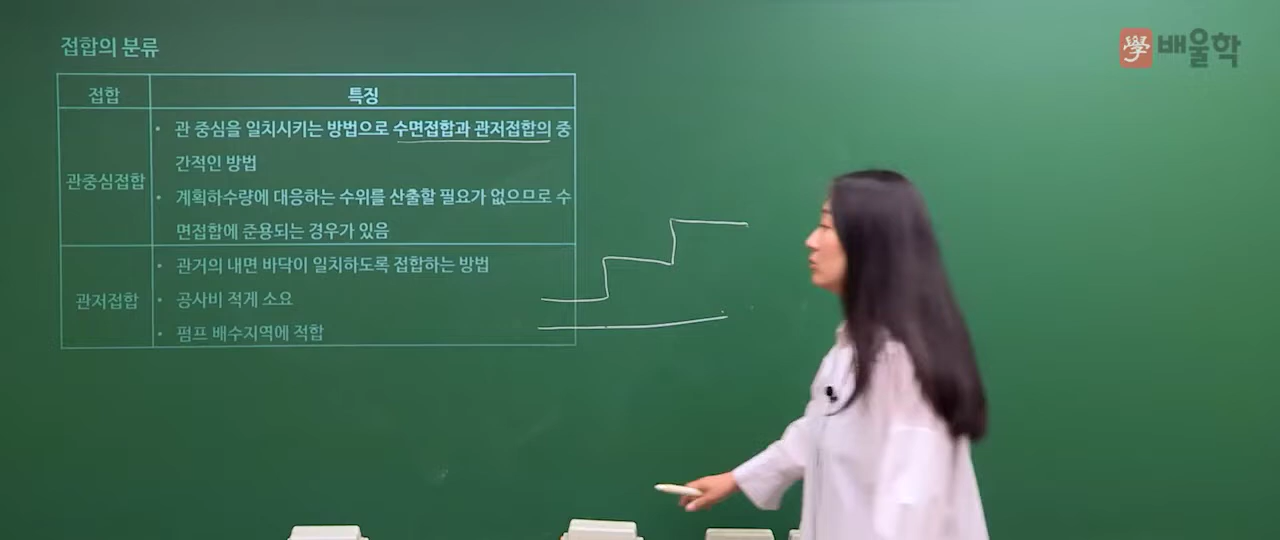 접합의 분류
學 배울학
접합
특징
관중심접합
• 관 중심을 일치시키는 방법으로 수면접합과 관저접합의 중
간적인 방법
• 계획하수량에 대응하는 수위를 산출할 필요가 없으므로 수
면접합에 준용되는 경우가 있음
관저접합
• 관거의 내면 바닥이 일치하도록 접합하는 방법
• 공사비 적게 소요
• 펌프 배수지역에 적합